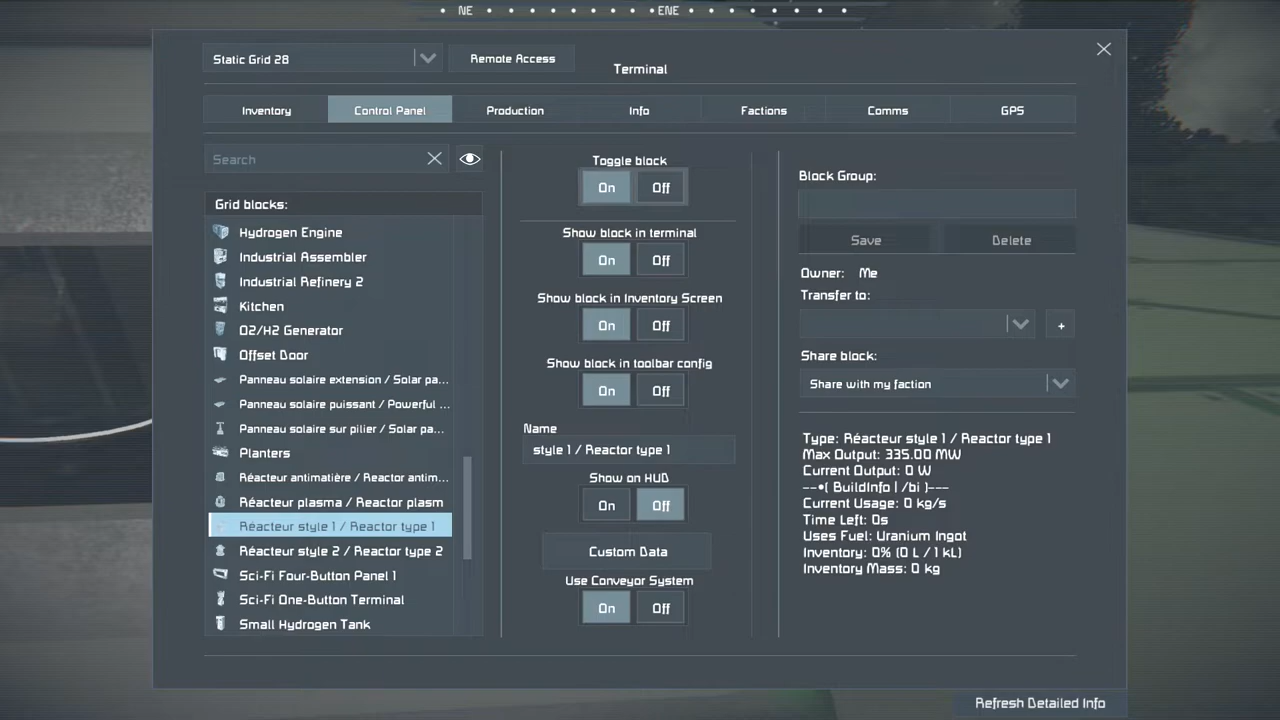 NE
ENE
Static Grid 28
Remote Access
Terminal
Inventory
Control Panel
Production
Info
Factions
Comms
GPS
Search
Grid blocks:
Hydrogen Engine
Industrial Assembler
Industrial Refinery 2
Kitchen
O2/H2 Generator
Offset Door
Panneau solaire extension / Solar pa...
Panneau solaire puissant / Powerful ...
Panneau solaire sur pilier / Solar pa...
Planters
Réacteur antimatière / Reactor antim...
Réacteur plasma / Reactor plasm
Réacteur style 1 / Reactor type 1
Réacteur style 2 / Reactor type 2
Sci-Fi Four-Button Panel 1
Sci-Fi One-Button Terminal
Small Hydrogen Tank
Toggle block
On Off
Show block in terminal
On Off
Show block in Inventory Screen
On Off
Show block in toolbar config
On Off
Name
style 1 / Reactor type 1
Show on HUD
On Off
Custom Data
Use Conveyor System
On Off
Block Group:
Save Delete
Owner: Me
Transfer to:
+
Share block:
Share with my faction
Type: Réacteur style 1 / Reactor type 1
Max Output: 335.00 MW
Current Output: 0 W
--•( BuildInfo | /bi )---
Current Usage: 0 kg/s
Time Left: 0s
Uses Fuel: Uranium Ingot
Inventory: 0% (0 L / 1 kL)
Inventory Mass: 0 kg
Refresh Detailed Info